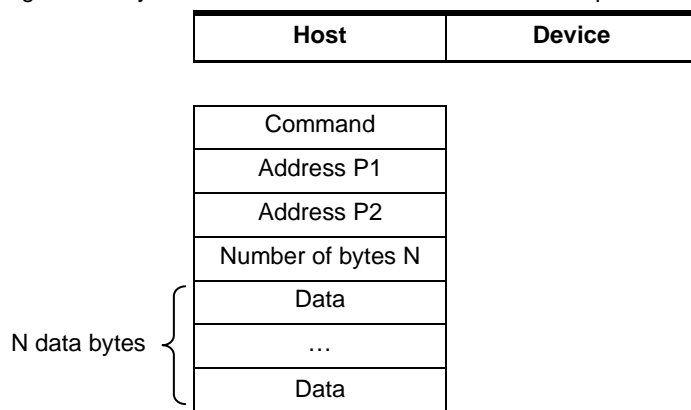 Host Device
Command
Address P1
Address P2
Number of bytes N
Data
N data bytes …
Data